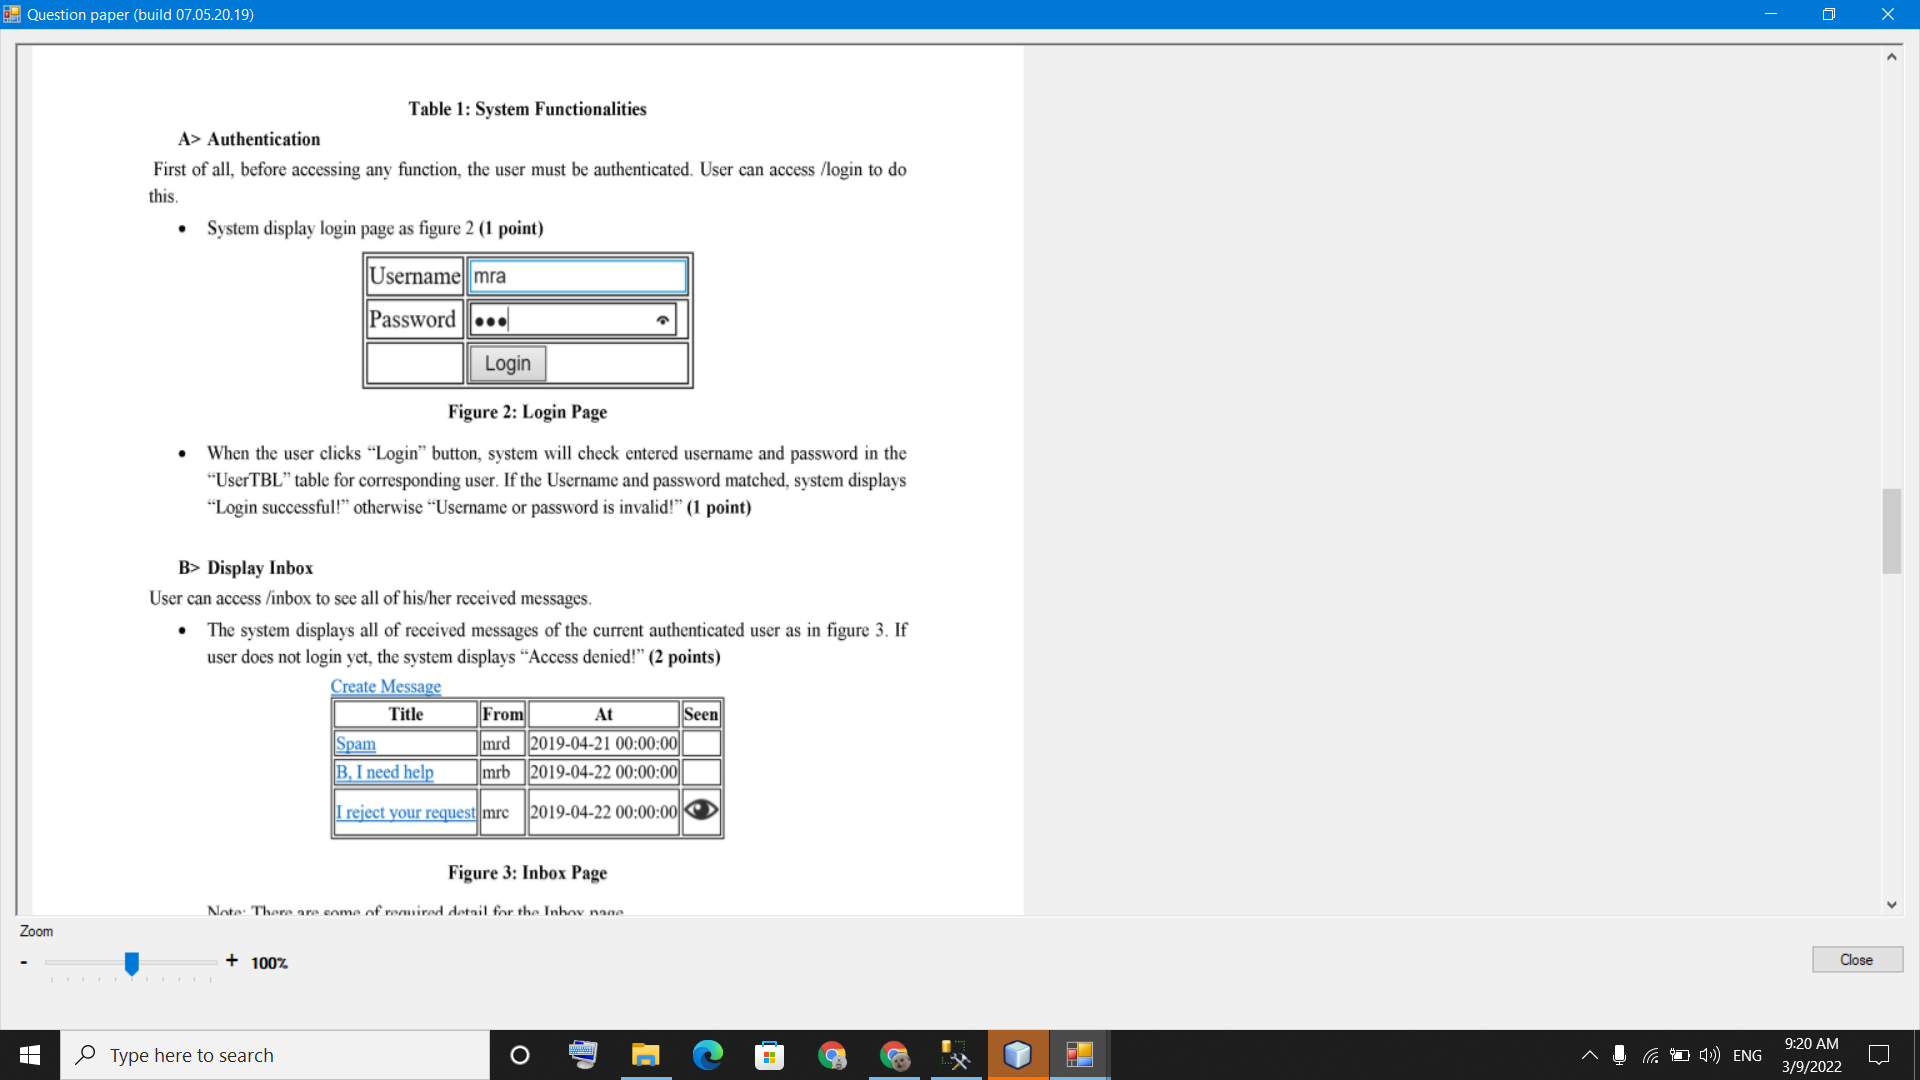 Question paper (build 07.05.20.19)
Table 1: System Functionalities
A> Authentication
First of all, before accessing any function, the user must be authenticated. User can access /login to do
this.
• System display login page as figure 2 (1 point)
Username mra
Password •••
Login
Figure 2: Login Page
• When the user clicks “Login” button, system will check entered username and password in the
“UserTBL” table for corresponding user. If the Username and password matched, system displays
“Login successful!” otherwise “Username or password is invalid!” (1 point)
B> Display Inbox
User can access /inbox to see all of his/her received messages.
• The system displays all of received messages of the current authenticated user as in figure 3. If
user does not login yet, the system displays “Access denied!” (2 points)
Create Message
Title From At Seen
Spam mrd 2019-04-21 00:00:00
B, I need help mrb 2019-04-22 00:00:00
I reject your request mrc 2019-04-22 00:00:00
Figure 3: Inbox Page
Note: There are some of required detail for the Inbox page
Zoom
- + 100%
Close
Type here to search
ENG
9:20 AM
3/9/2022